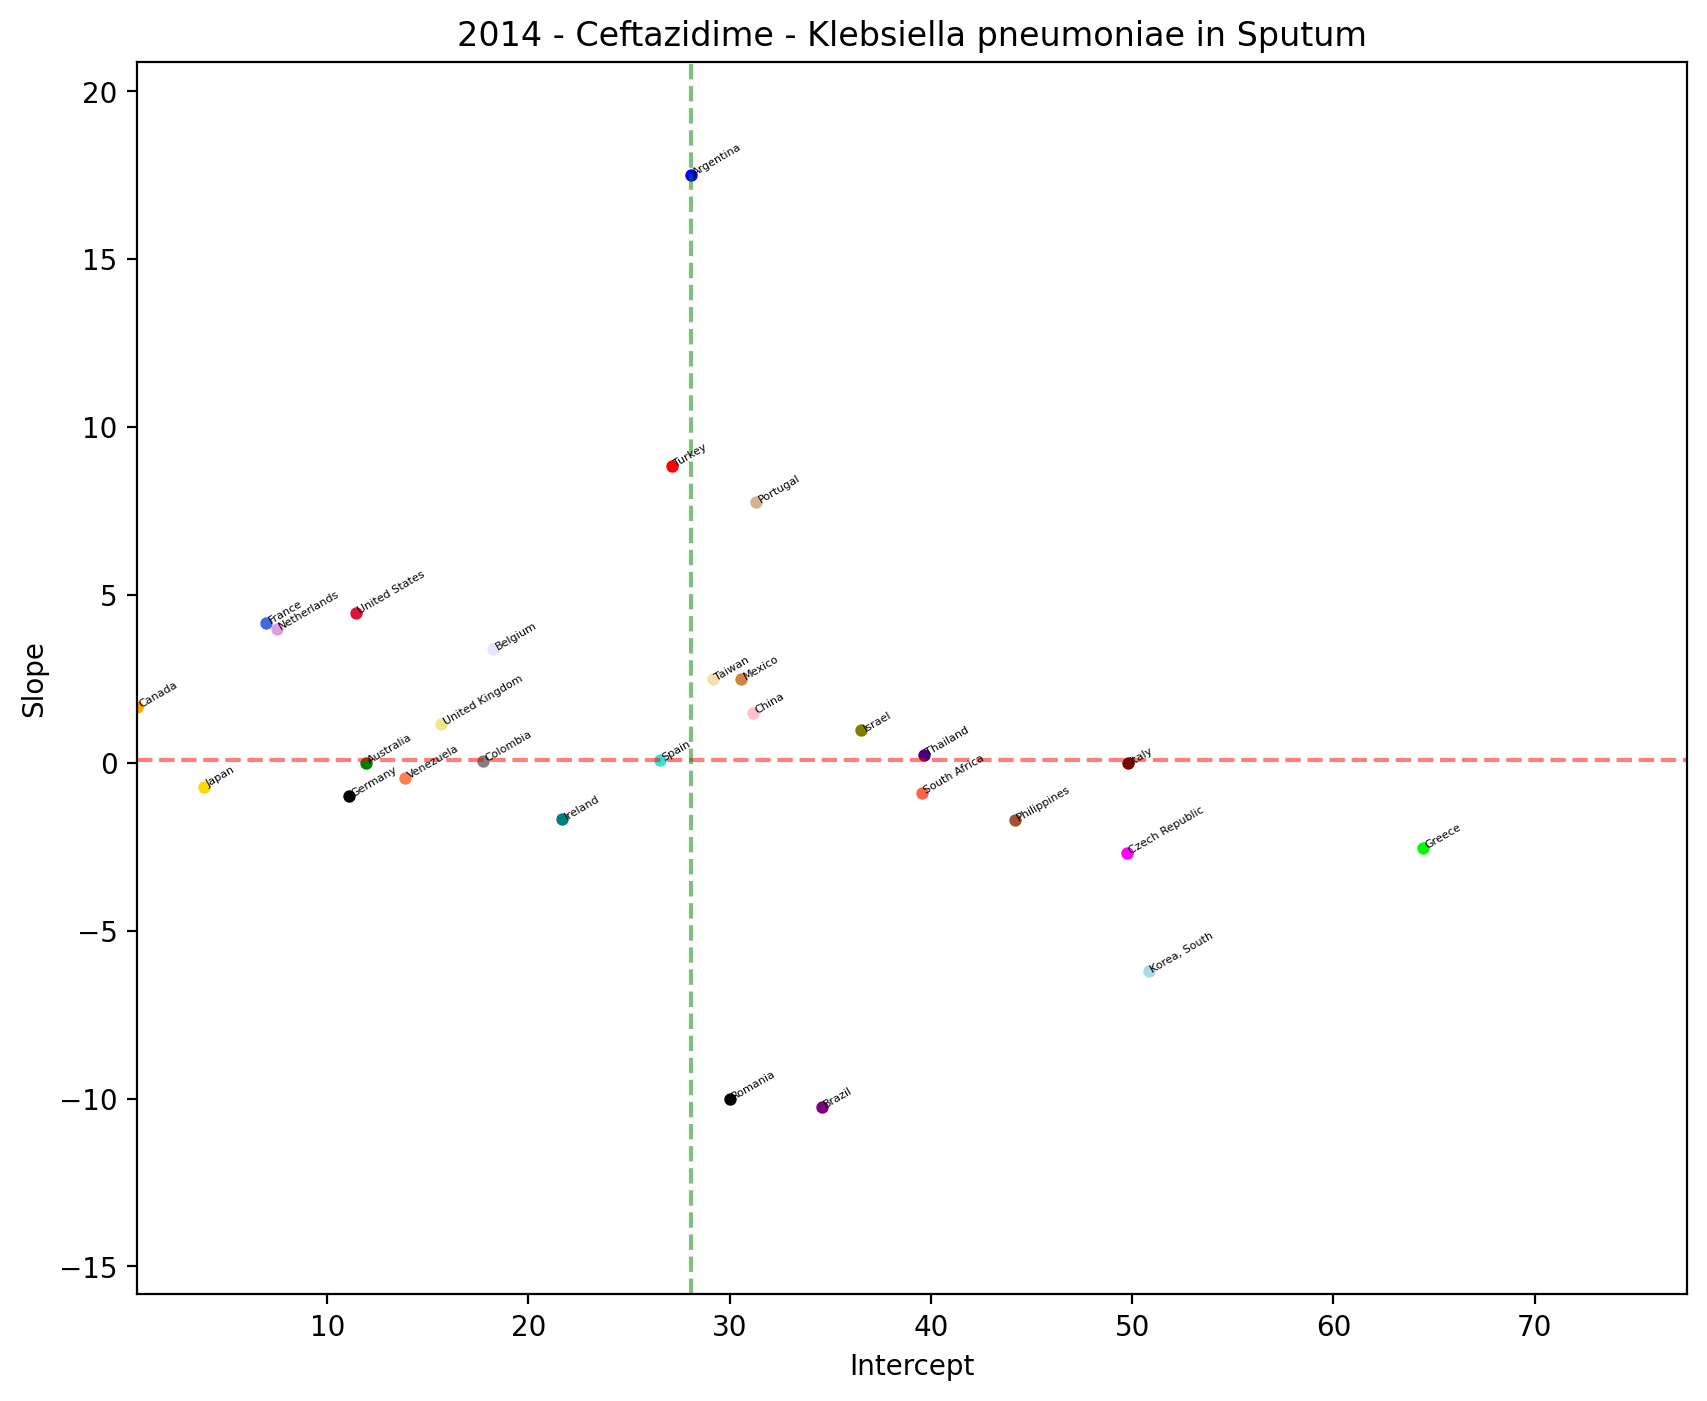 2014 - Ceftazidime - Klebsiella pneumoniae in Sputum
20
Argentina
15
10
Turkey
Portugal
5
United States
France
Netherlands
Belgium
Taiwan
Mexico
Canada
United Kingdom
China
Israel
Slope
0
Australia
Venezuela
Colombia
Spain
Thailand
Italy
Japan
Germany
South Africa
Ireland
Philippines
Czech Republic
Greece
−5
Korea, South
−10
Romania
Brazil
−15
10
20
30
40
50
60
70
Intercept